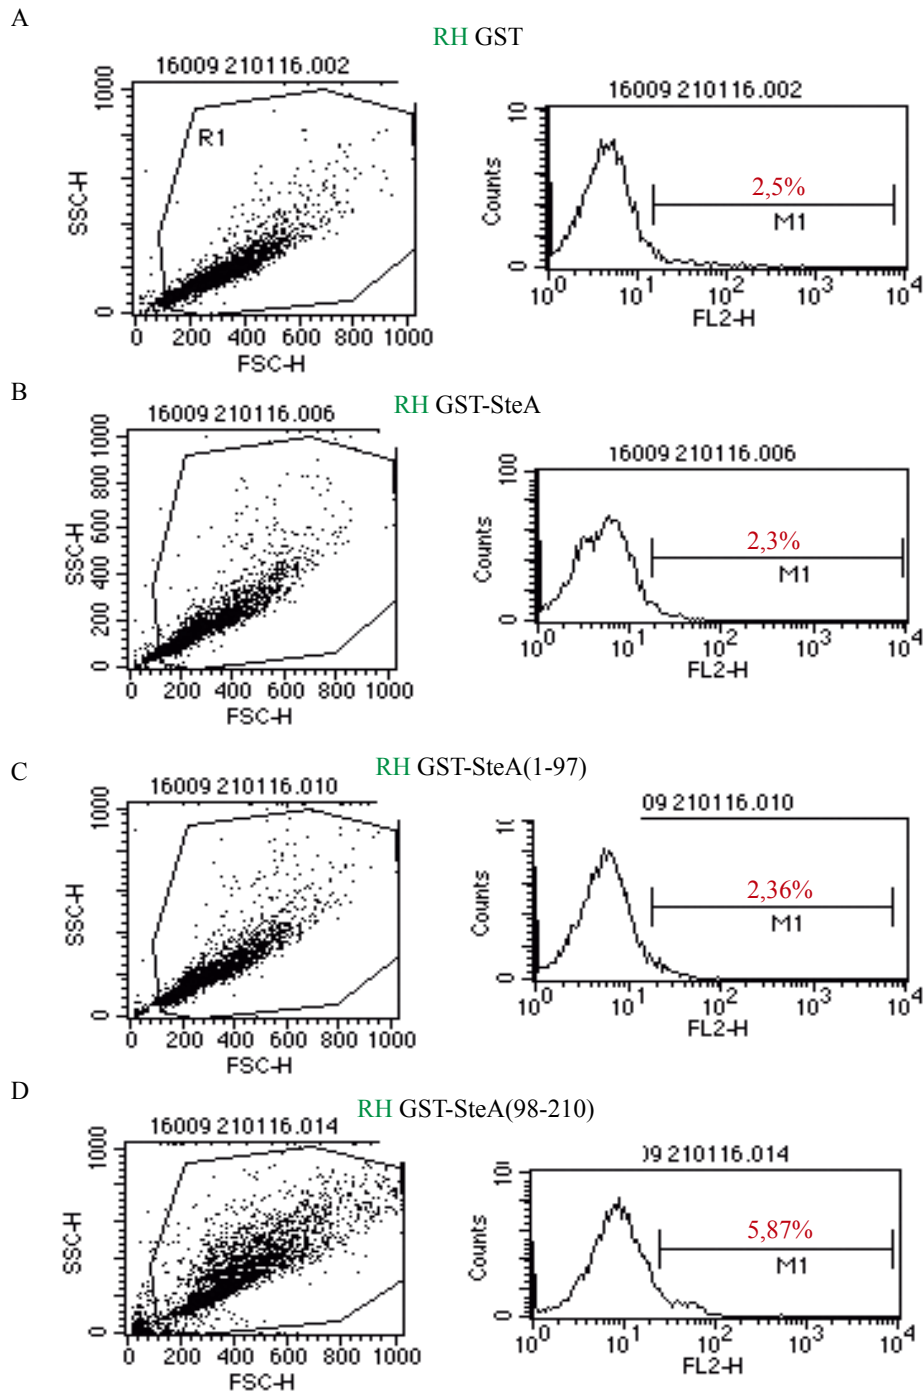 A
RH GST
16009 210116.002
1000
SSC-H
0
R1
0 200 400 600 800 1000
FSC-H
16009 210116.002
10
Counts
0
2,5%
M1
10^0 10^1 10^2 10^3 10^4
FL2-H
B
RH GST-SteA
16009 210116.006
1000
800
600
400
200
0
SSC-H
0 200 400 600 800 1000
FSC-H
16009 210116.006
100
Counts
0
2,3%
M1
10^0 10^1 10^2 10^3 10^4
FL2-H
C
RH GST-SteA(1-97)
16009 210116.010
1000
SSC-H
0
0 200 400 600 800 1000
FSC-H
09 210116.010
Counts
0
2,36%
M1
10^0 10^1 10^2 10^3 10^4
FL2-H
D
RH GST-SteA(98-210)
16009 210116.014
1000
SSC-H
0
0 200 400 600 800 1000
FSC-H
09 210116.014
100
Counts
0
5,87%
M1
10^0 10^1 10^2 10^3 10^4
FL2-H